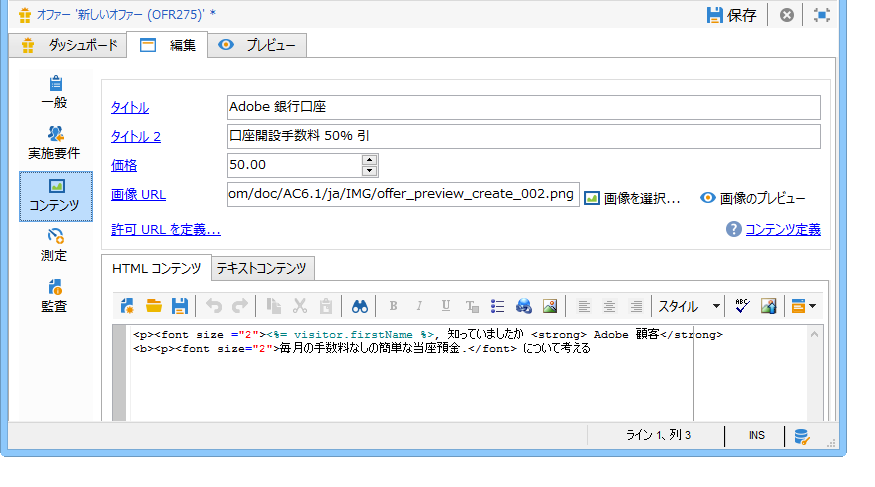 オファー '新しいオファー (OFR275)' *
保存
ダッシュボード 編集 プレビュー
一般
実施要件
コンテンツ
測定
監査
タイトル Adobe 銀行口座
タイトル 2 口座開設手数料 50% 引
価格 50.00
画像 URL om/doc/AC6.1/ja/IMG/offer_preview_create_002.png 画像を選択... 画像のプレビュー
許可 URL を定義... コンテンツ定義
HTML コンテンツ テキストコンテンツ
B I U スタイル ABC
<p><font size ="2"><%= visitor.firstName %>, 知っていましたか <strong> Adobe 顧客</strong>
<b><p><font size="2">毎月の手数料なしの簡単な当座預金.</font> について考える
ライン 1、列 3 INS